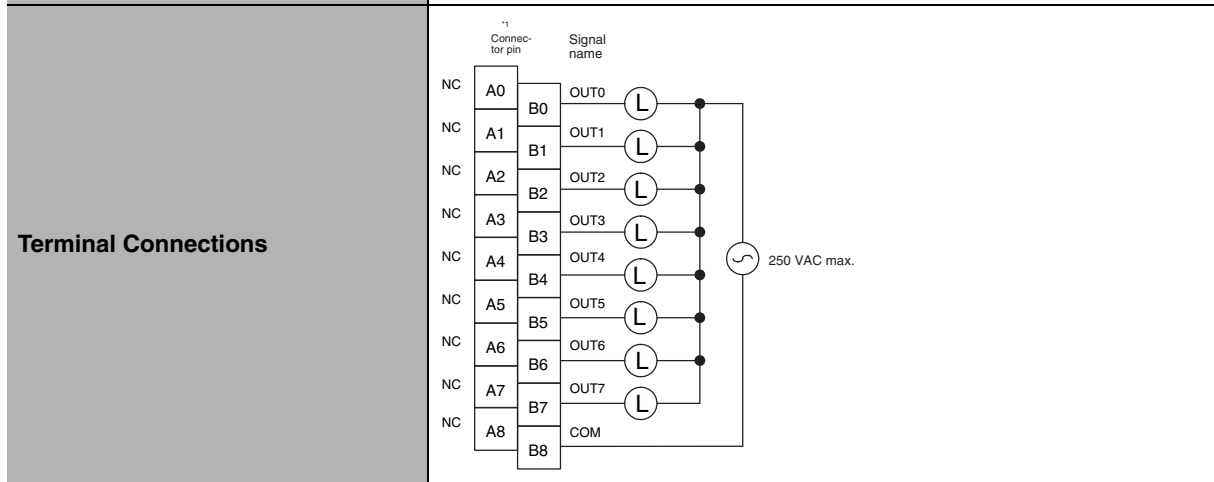 *1
Connec-
tor pin
Signal
name
NC A0 OUT0 L
B0
NC A1 OUT1 L
B1
NC A2 OUT2 L
B2
NC A3 OUT3 L
B3
Terminal Connections
NC A4 OUT4 L 250 VAC max.
B4
NC A5 OUT5 L
B5
NC A6 OUT6 L
B6
NC A7 OUT7 L
B7
NC A8 COM
B8